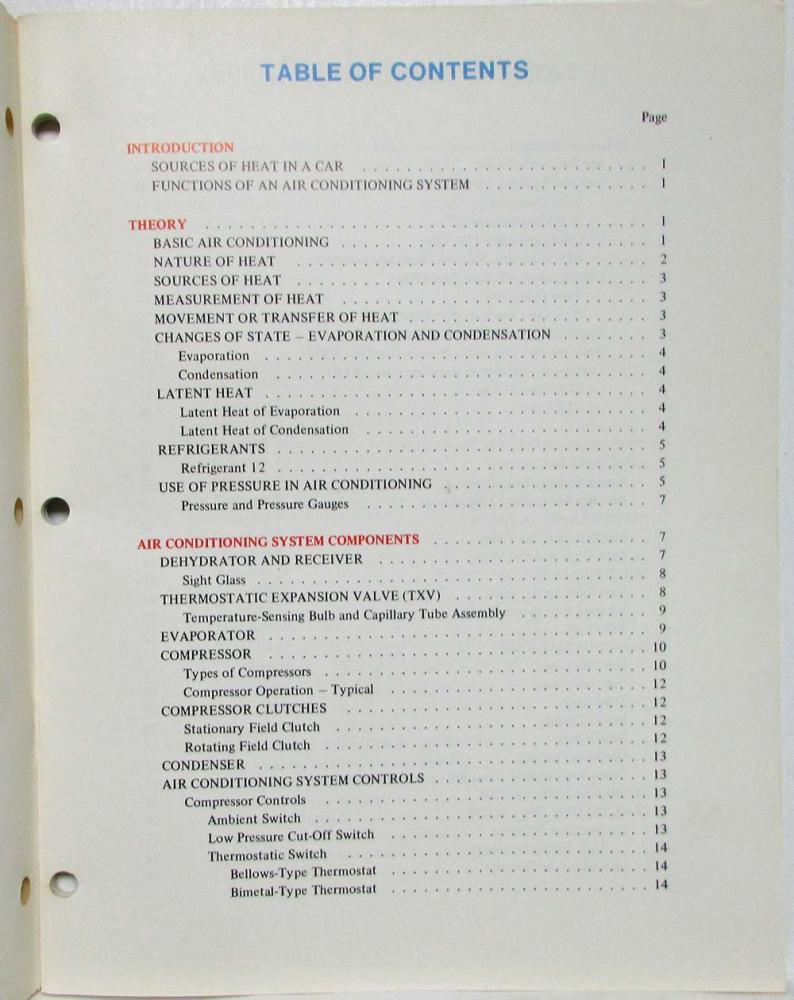 TABLE OF CONTENTS
Page
INTRODUCTION
SOURCES OF HEAT IN A CAR . . . . . . . . . . . . . . . . . . . . . . . . . 1
FUNCTIONS OF AN AIR CONDITIONING SYSTEM . . . . . . . . . . . . . . 1
THEORY . . . . . . . . . . . . . . . . . . . . . . . . . . . . . . . . . . . . . . . 1
BASIC AIR CONDITIONING . . . . . . . . . . . . . . . . . . . . . . . . . . . 1
NATURE OF HEAT . . . . . . . . . . . . . . . . . . . . . . . . . . . . . . . 2
SOURCES OF HEAT . . . . . . . . . . . . . . . . . . . . . . . . . . . . . . . 3
MEASUREMENT OF HEAT . . . . . . . . . . . . . . . . . . . . . . . . . . . 3
MOVEMENT OR TRANSFER OF HEAT . . . . . . . . . . . . . . . . . . . . . 3
CHANGES OF STATE – EVAPORATION AND CONDENSATION . . . . . . . . 3
Evaporation . . . . . . . . . . . . . . . . . . . . . . . . . . . . . . . . . . 4
Condensation . . . . . . . . . . . . . . . . . . . . . . . . . . . . . . . . . 4
LATENT HEAT . . . . . . . . . . . . . . . . . . . . . . . . . . . . . . . . . . 4
Latent Heat of Evaporation . . . . . . . . . . . . . . . . . . . . . . . . . . 4
Latent Heat of Condensation . . . . . . . . . . . . . . . . . . . . . . . . . 4
REFRIGERANTS . . . . . . . . . . . . . . . . . . . . . . . . . . . . . . . . . 5
Refrigerant 12 . . . . . . . . . . . . . . . . . . . . . . . . . . . . . . . . . 5
USE OF PRESSURE IN AIR CONDITIONING . . . . . . . . . . . . . . . . . . 5
Pressure and Pressure Gauges . . . . . . . . . . . . . . . . . . . . . . . . . 7
AIR CONDITIONING SYSTEM COMPONENTS . . . . . . . . . . . . . . . . . . . 7
DEHYDRATOR AND RECEIVER . . . . . . . . . . . . . . . . . . . . . . . . 7
Sight Glass . . . . . . . . . . . . . . . . . . . . . . . . . . . . . . . . . . . 8
THERMOSTATIC EXPANSION VALVE (TXV) . . . . . . . . . . . . . . . . . 8
Temperature-Sensing Bulb and Capillary Tube Assembly . . . . . . . . . . . 9
EVAPORATOR . . . . . . . . . . . . . . . . . . . . . . . . . . . . . . . . . . 9
COMPRESSOR . . . . . . . . . . . . . . . . . . . . . . . . . . . . . . . . . . 10
Types of Compressors . . . . . . . . . . . . . . . . . . . . . . . . . . . . . 10
Compressor Operation – Typical . . . . . . . . . . . . . . . . . . . . . . . 12
COMPRESSOR CLUTCHES . . . . . . . . . . . . . . . . . . . . . . . . . . . 12
Stationary Field Clutch . . . . . . . . . . . . . . . . . . . . . . . . . . . . 12
Rotating Field Clutch . . . . . . . . . . . . . . . . . . . . . . . . . . . . . 12
CONDENSER . . . . . . . . . . . . . . . . . . . . . . . . . . . . . . . . . . . 13
AIR CONDITIONING SYSTEM CONTROLS . . . . . . . . . . . . . . . . . . . 13
Compressor Controls . . . . . . . . . . . . . . . . . . . . . . . . . . . . . 13
Ambient Switch . . . . . . . . . . . . . . . . . . . . . . . . . . . . . . 13
Low Pressure Cut-Off Switch . . . . . . . . . . . . . . . . . . . . . . . 13
Thermostatic Switch . . . . . . . . . . . . . . . . . . . . . . . . . . . 14
Bellows-Type Thermostat . . . . . . . . . . . . . . . . . . . . . . . 14
Bimetal-Type Thermostat . . . . . . . . . . . . . . . . . . . . . . . 14